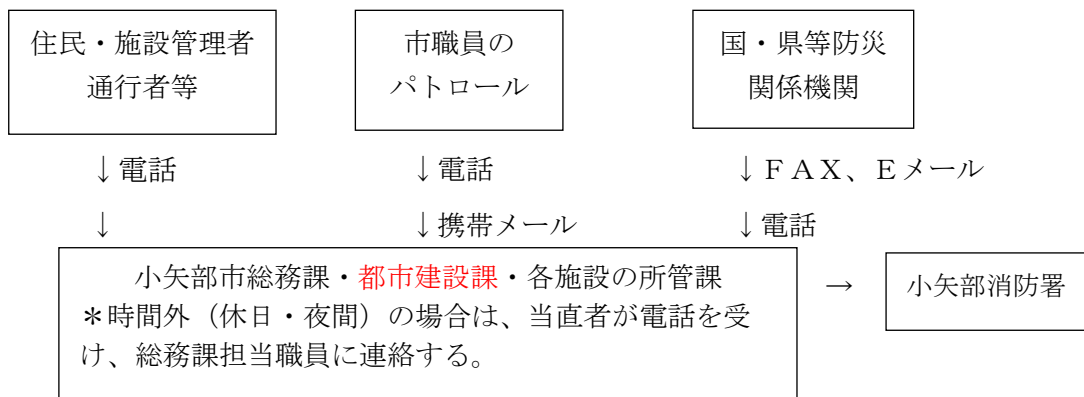 住民・施設管理者
通行者等
市職員の
パトロール
国・県等防災
関係機関
↓電話
↓電話
↓ＦＡＸ、Ｅメール
↓
↓携帯メール
↓電話
小矢部市総務課・都市建設課・各施設の所管課
＊時間外（休日・夜間）の場合は、当直者が電話を受
け、総務課担当職員に連絡する。
→
小矢部消防署